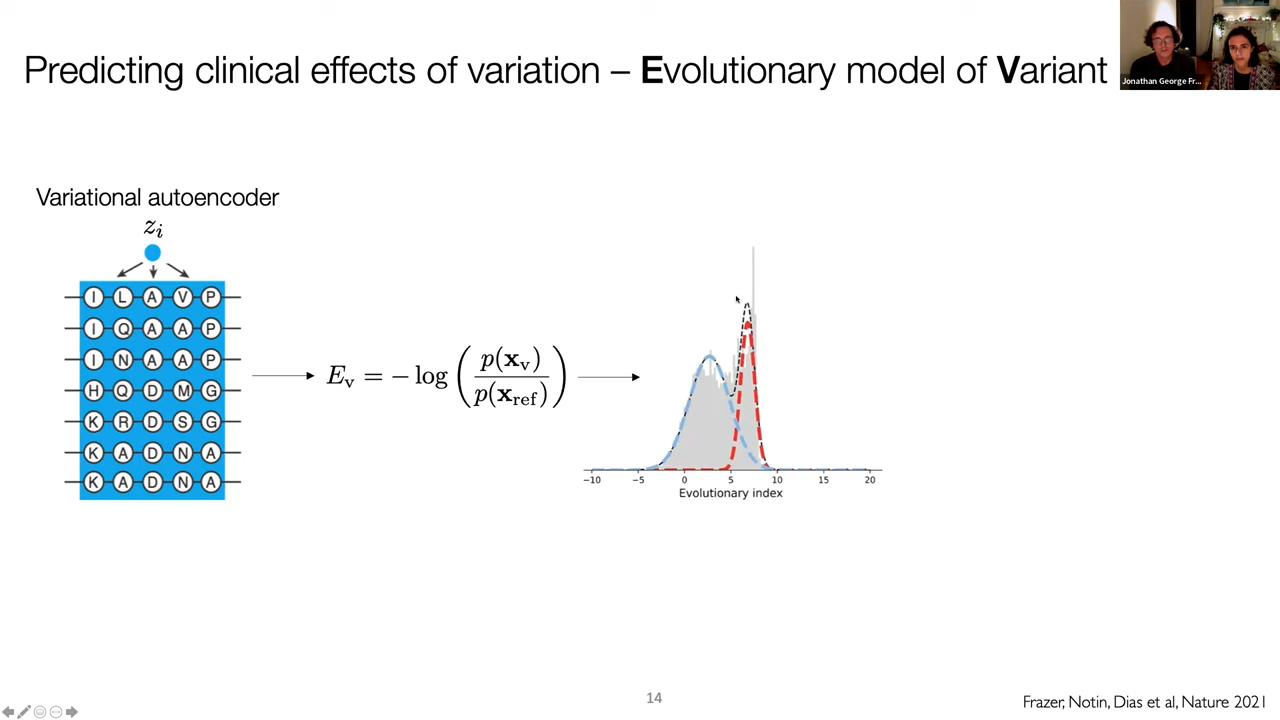 Predicting clinical effects of variation – Evolutionary model of Variant
Jonathan George Fr...
Variational autoencoder
z_i
I L A V P
I Q A A P
I N A A P
H Q D M G
K R D S G
K A D N A
K A D N A
E_v = − log ( p(x_v) / p(x_ref) )
−10 −5 0 5 10 15 20
Evolutionary index
14
Frazer, Notin, Dias et al, Nature 2021